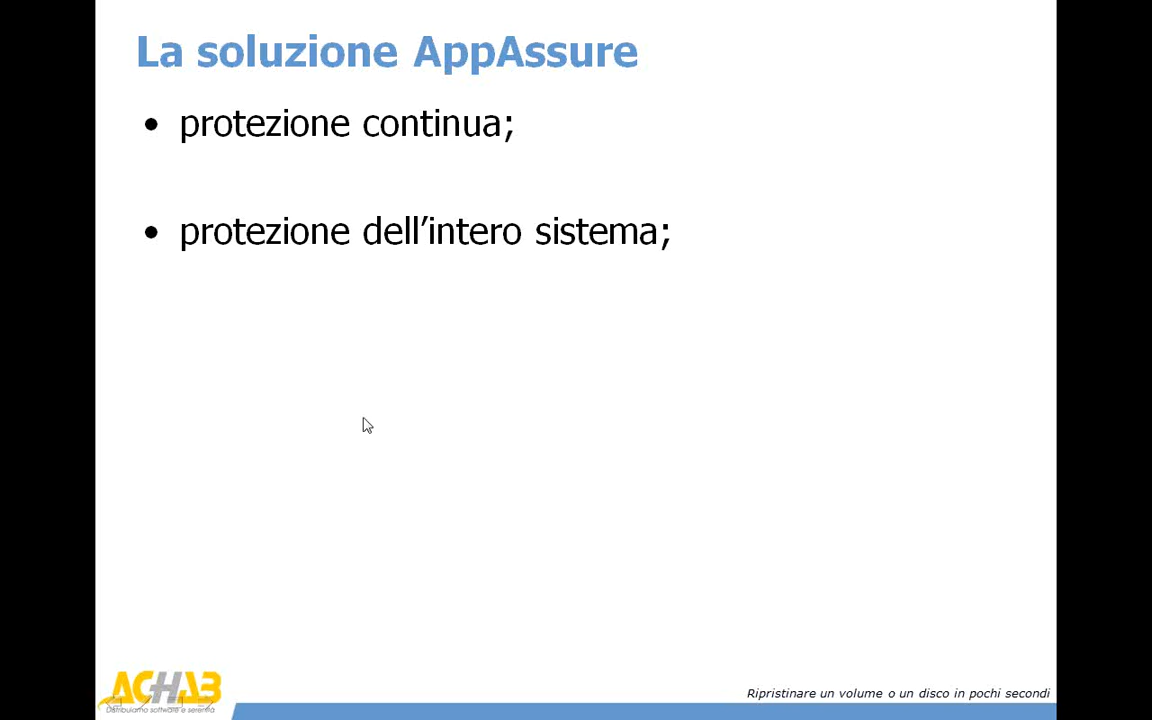 La soluzione AppAssure
• protezione continua;
• protezione dell’intero sistema;
ACHAB
Distribuiamo software e serenità
Ripristinare un volume o un disco in pochi secondi